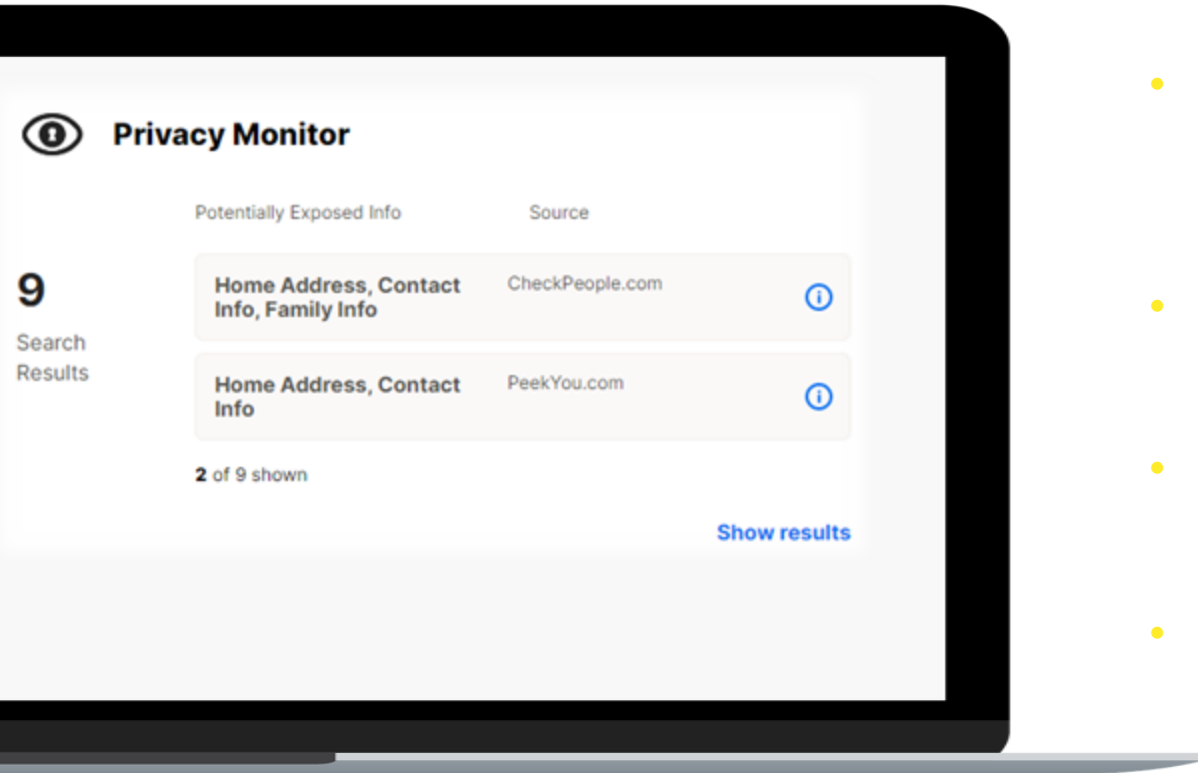 Privacy Monitor
Potentially Exposed Info
Source
9
Search
Results
Home Address, Contact
Info, Family Info
CheckPeople.com
Home Address, Contact
Info
PeekYou.com
2 of 9 shown
Show results